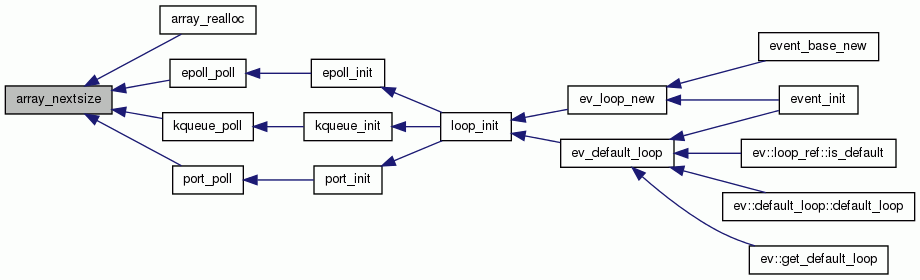 array_realloc
event_base_new
epoll_poll
epoll_init
array_nextsize
ev_loop_new
event_init
kqueue_poll
kqueue_init
loop_init
ev_default_loop
ev::loop_ref::is_default
port_poll
port_init
ev::default_loop::default_loop
ev::get_default_loop